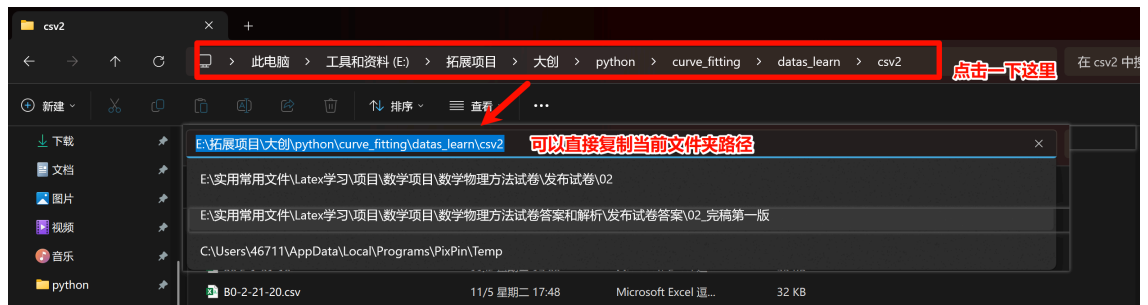 csv2
此电脑 > 工具和资料 (E:) > 拓展项目 > 大创 > python > curve_fitting > datas_learn > csv2
点击一下这里
在 csv2 中
新建
排序
查看
下载
E:\拓展项目\大创\python\curve_fitting\datas_learn\csv2
可以直接复制当前文件夹路径
文档
E:\实用常用文件\Latex学习\项目\数学项目\数学物理方法试卷\发布试卷\02
图片
E:\实用常用文件\Latex学习\项目\数学项目\数学物理方法试卷答案和解析\发布试卷答案\02_完稿第一版
视频
C:\Users\46711\AppData\Local\Programs\PixPin\Temp
音乐
python
B0-2-21-20.csv 11/5 星期二 17:48 Microsoft Excel 逗... 32 KB